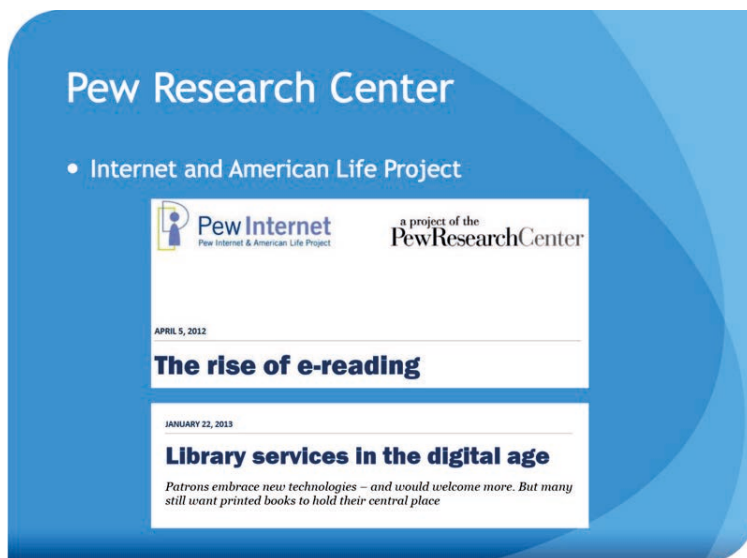 Pew Research Center
• Internet and American Life Project
Pew Internet
Pew Internet & American Life Project
a project of the
PewResearchCenter
APRIL 5, 2012
The rise of e-reading
JANUARY 22, 2013
Library services in the digital age
Patrons embrace new technologies – and would welcome more. But many
still want printed books to hold their central place